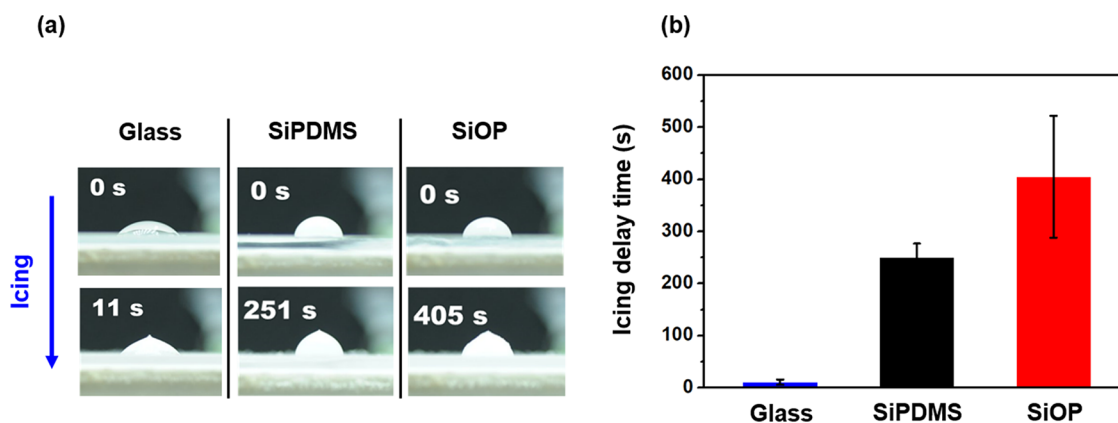 (a)
Glass
SiPDMS
SiOP
Icing
0 s
0 s
0 s
11 s
251 s
405 s
(b)
Icing delay time (s)
600
500
400
300
200
100
0
Glass
SiPDMS
SiOP